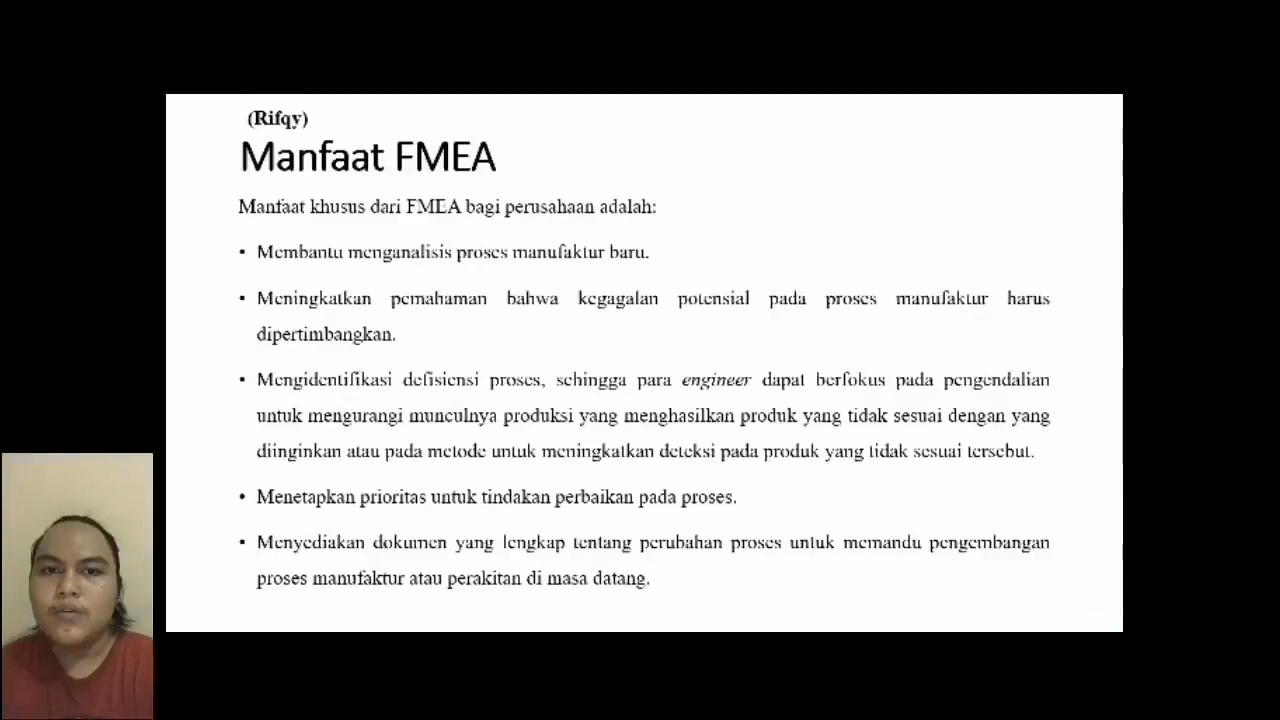 (Rifqy)
Manfaat FMEA
Manfaat khusus dari FMEA bagi perusahaan adalah:
• Membantu menganalisis proses manufaktur baru.
• Meningkatkan pemahaman bahwa kegagalan potensial pada proses manufaktur harus
dipertimbangkan.
• Mengidentifikasi defisiensi proses, sehingga para engineer dapat berfokus pada pengendalian
untuk mengurangi munculnya produksi yang menghasilkan produk yang tidak sesuai dengan yang
diinginkan atau pada metode untuk meningkatkan deteksi pada produk yang tidak sesuai tersebut.
• Menetapkan prioritas untuk tindakan perbaikan pada proses.
• Menyediakan dokumen yang lengkap tentang perubahan proses untuk memandu pengembangan
proses manufaktur atau perakitan di masa datang.